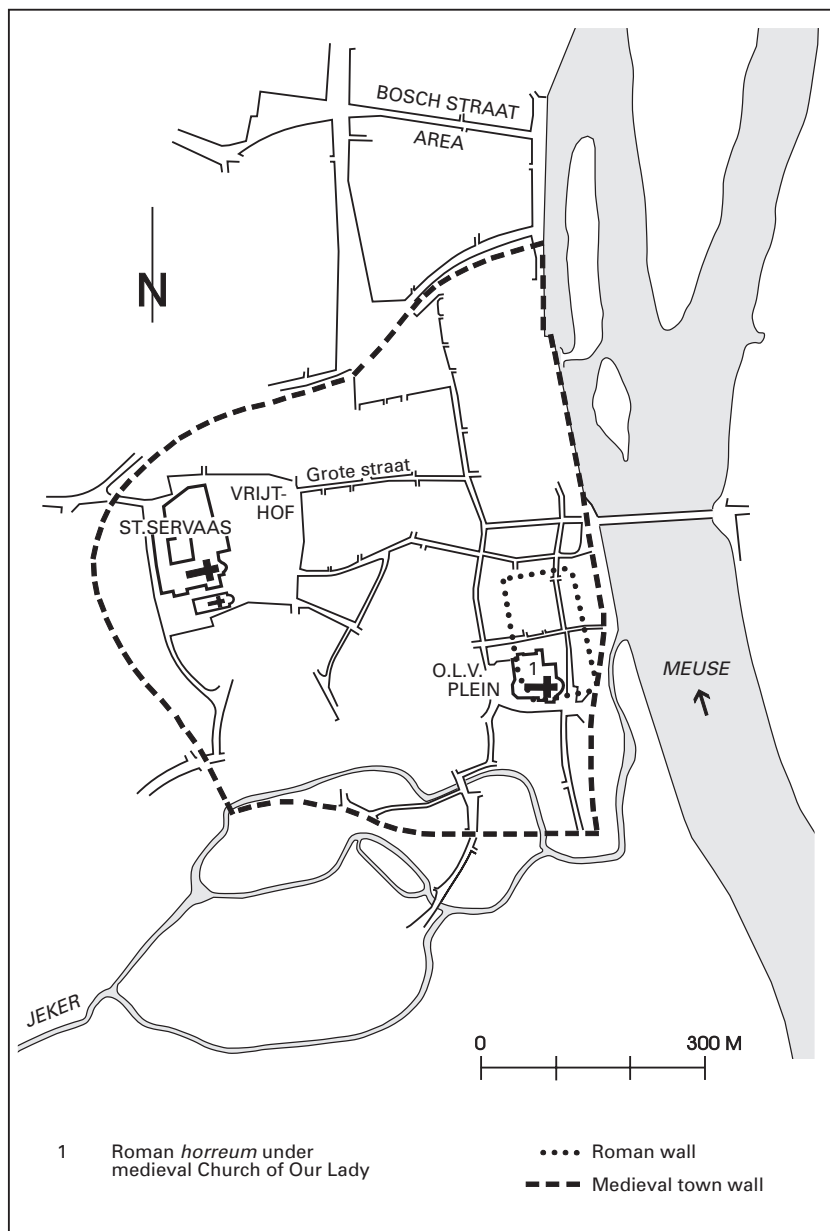 BOSCH STRAAT
AREA
N
Grote straat
VRIJT-
HOF
ST.SERVAAS
1
O.L.V.
PLEIN
MEUSE
JEKER
0
300 M
1 Roman horreum under
medieval Church of Our Lady
Roman wall
Medieval town wall